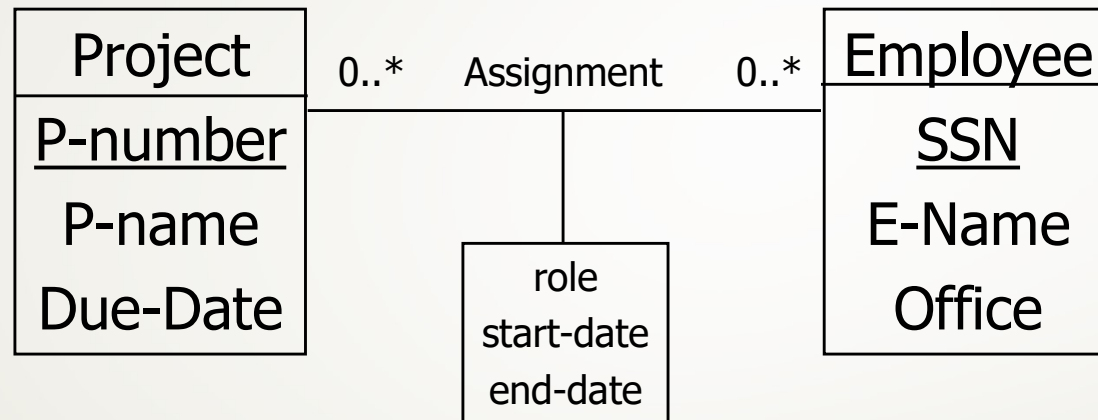 Project
P-number
P-name
Due-Date
0..* Assignment 0..*
role
start-date
end-date
Employee
SSN
E-Name
Office